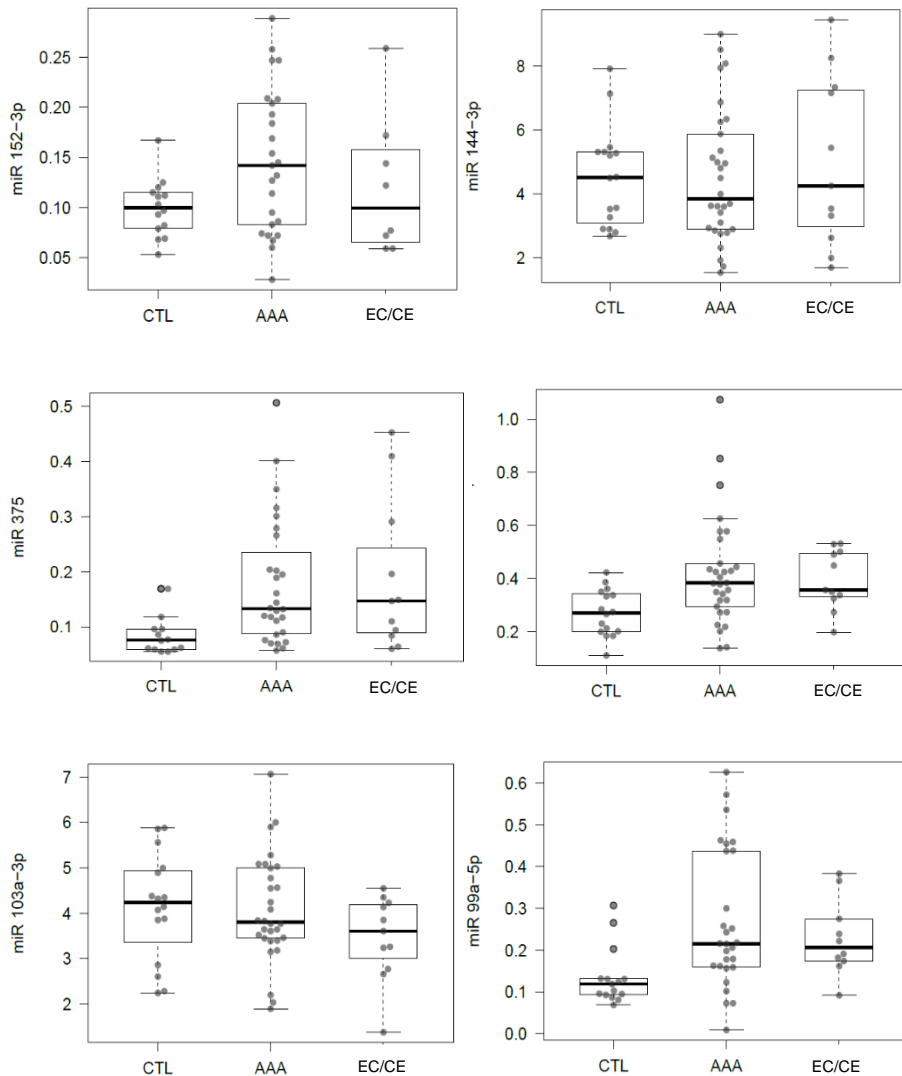 miR 152−3p
0.25
0.20
0.15
0.10
0.05
CTL
AAA
EC/CE
miR 144−3p
8
6
4
2
CTL
AAA
EC/CE
miR 375
0.5
0.4
0.3
0.2
0.1
CTL
AAA
EC/CE
1.0
0.8
0.6
0.4
0.2
CTL
AAA
EC/CE
miR 103a−3p
7
6
5
4
3
2
CTL
AAA
EC/CE
miR 99a−5p
0.6
0.5
0.4
0.3
0.2
0.1
0.0
CTL
AAA
EC/CE